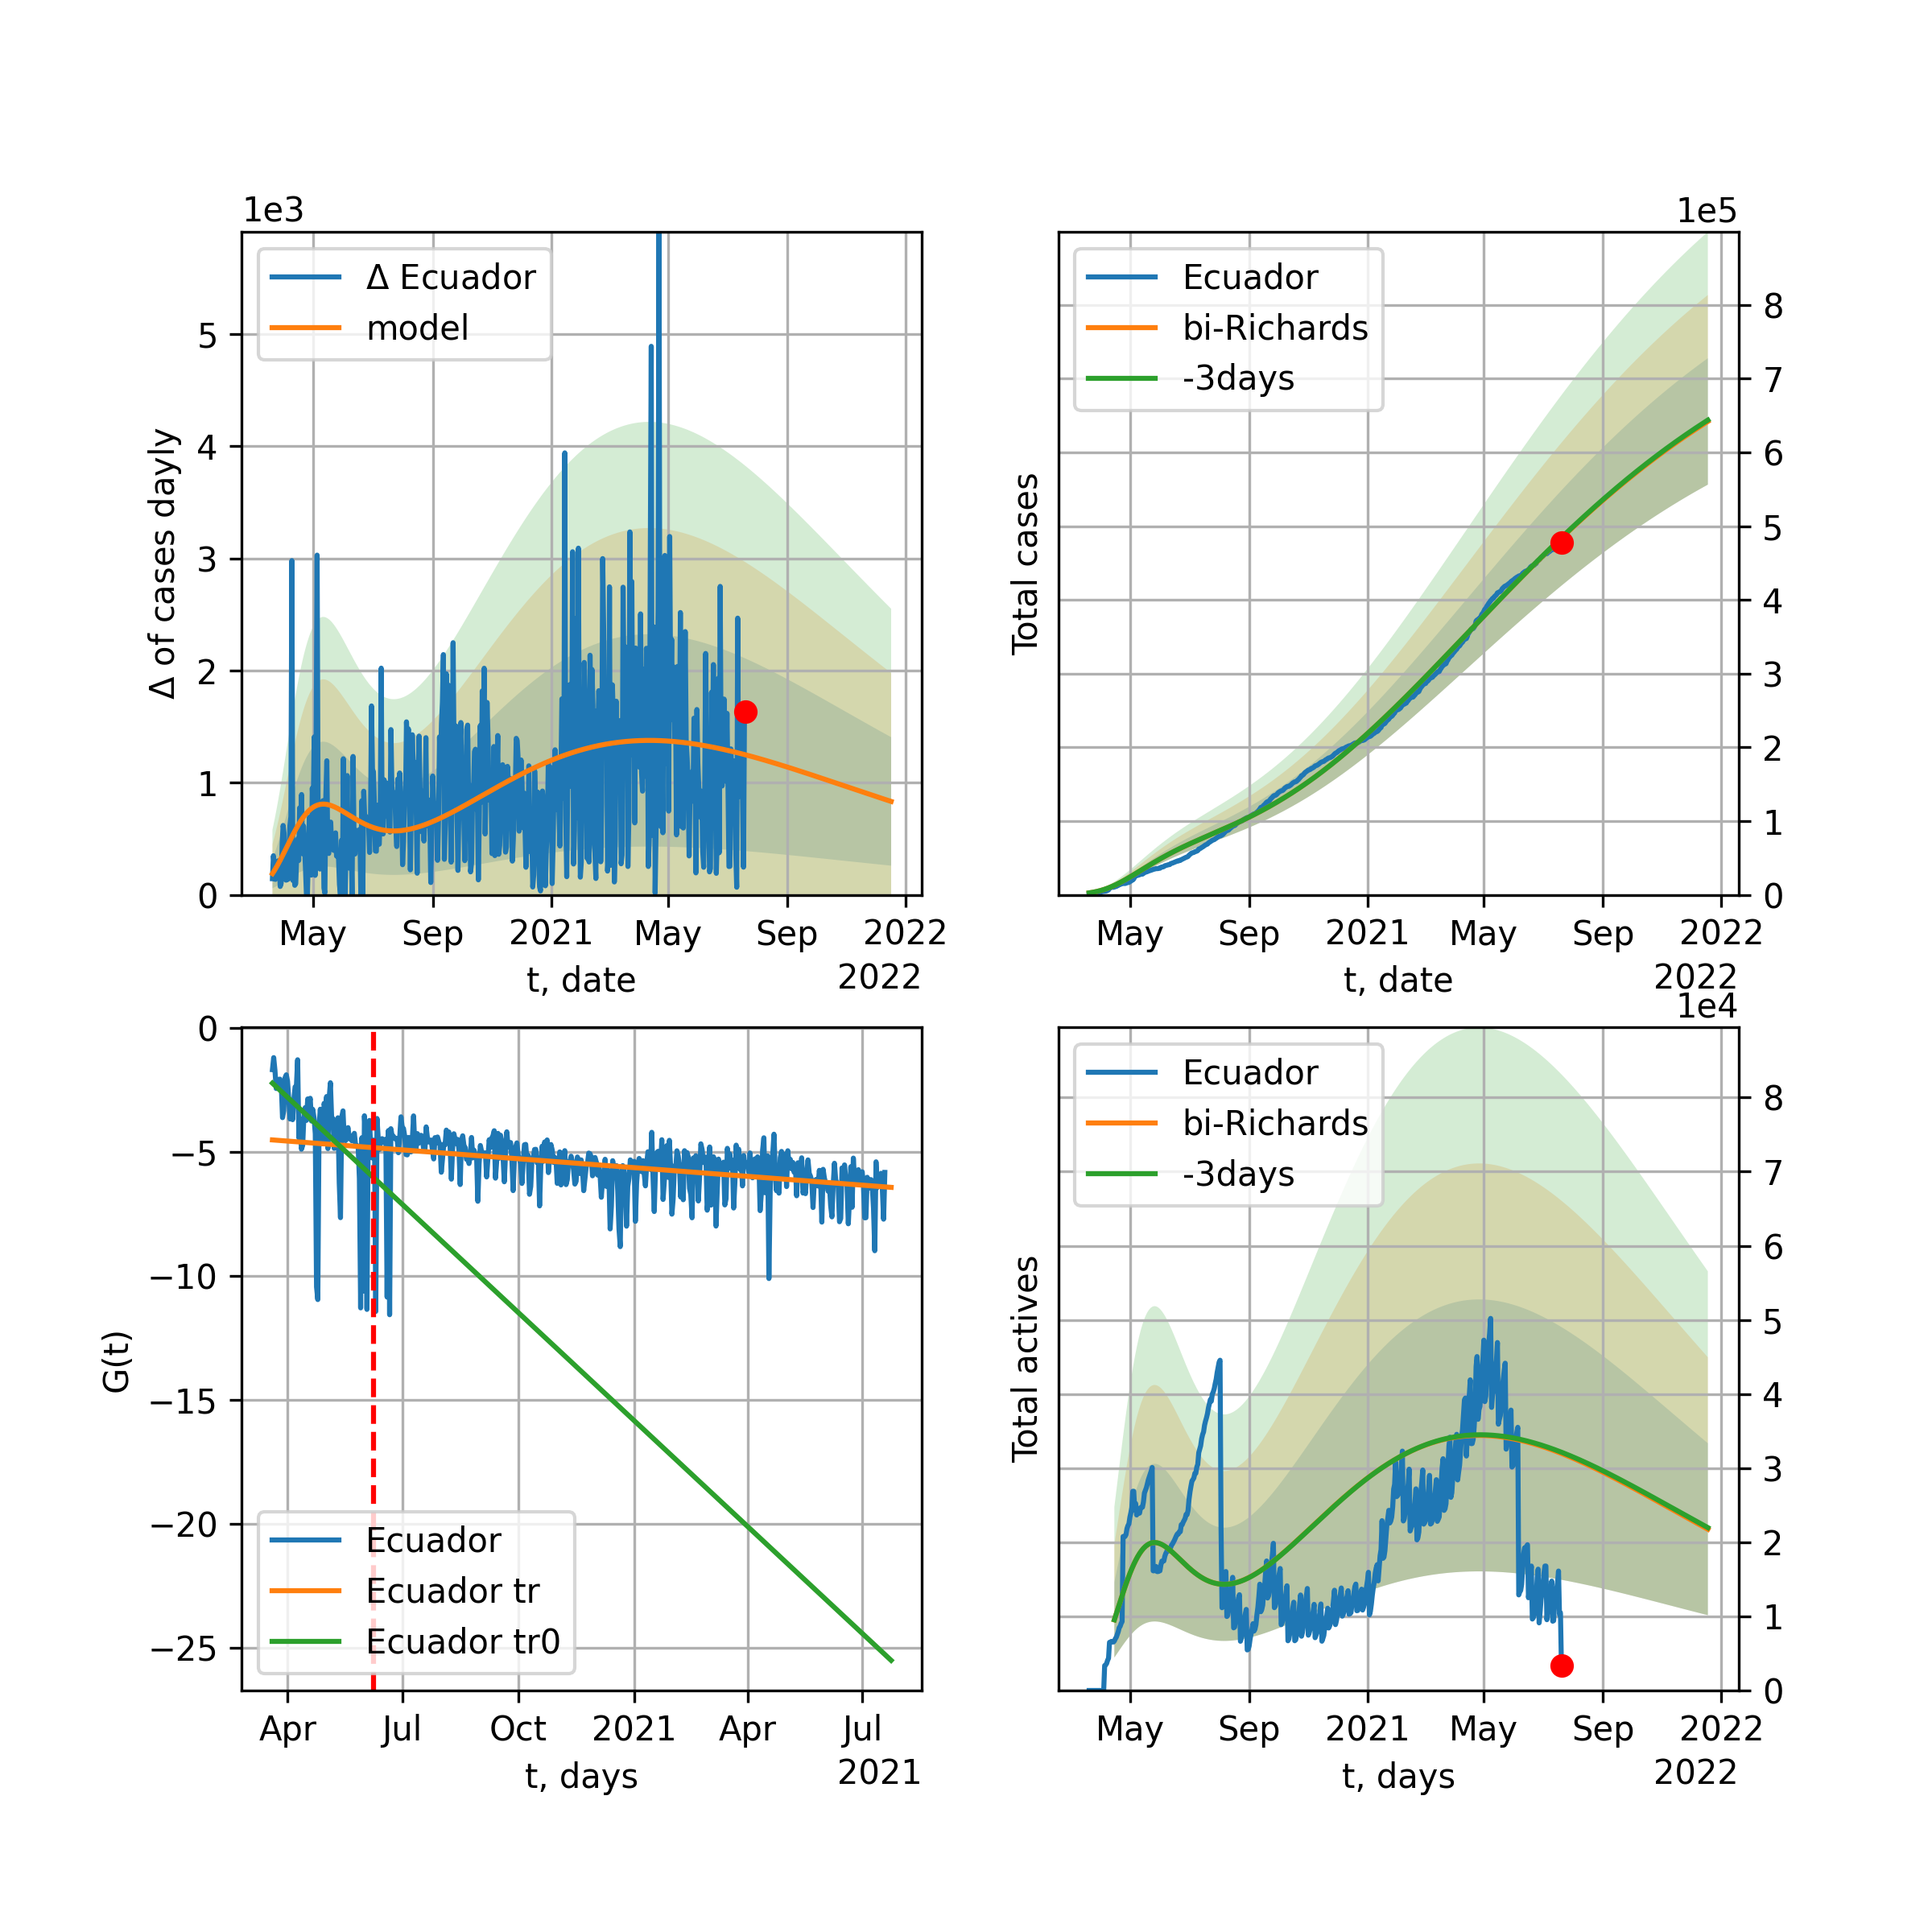 1e3
Δ of cases dayly
5
4
3
2
1
0
Δ Ecuador
model
May
Sep
2021
May
Sep
2022
t, date
2022
1e5
Total cases
Ecuador
bi-Richards
-3days
8
7
6
5
4
3
2
1
0
May
Sep
2021
May
Sep
2022
t, date
2022
G(t)
0
−5
−10
−15
−20
−25
Ecuador
Ecuador tr
Ecuador tr0
Apr
Jul
Oct
2021
Apr
Jul
t, days
2021
1e4
Total actives
Ecuador
bi-Richards
-3days
8
7
6
5
4
3
2
1
0
May
Sep
2021
May
Sep
2022
t, days
2022